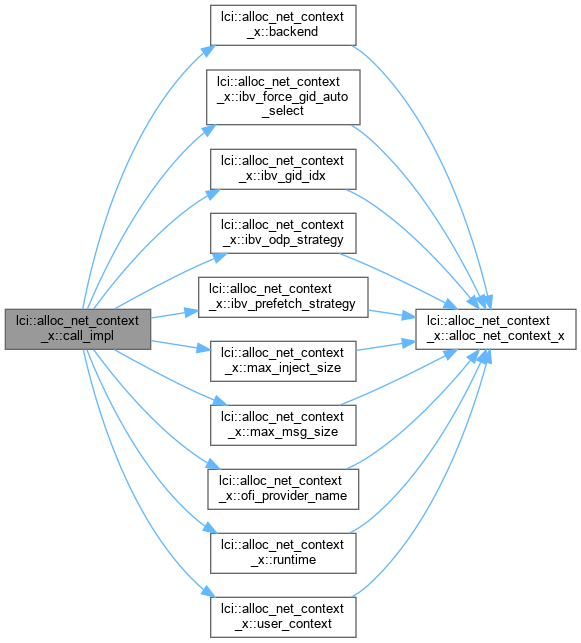 lci::alloc_net_context
_x::call_impl
lci::alloc_net_context
_x::backend
lci::alloc_net_context
_x::ibv_force_gid_auto
_select
lci::alloc_net_context
_x::ibv_gid_idx
lci::alloc_net_context
_x::ibv_odp_strategy
lci::alloc_net_context
_x::ibv_prefetch_strategy
lci::alloc_net_context
_x::max_inject_size
lci::alloc_net_context
_x::max_msg_size
lci::alloc_net_context
_x::ofi_provider_name
lci::alloc_net_context
_x::runtime
lci::alloc_net_context
_x::user_context
lci::alloc_net_context
_x::alloc_net_context_x